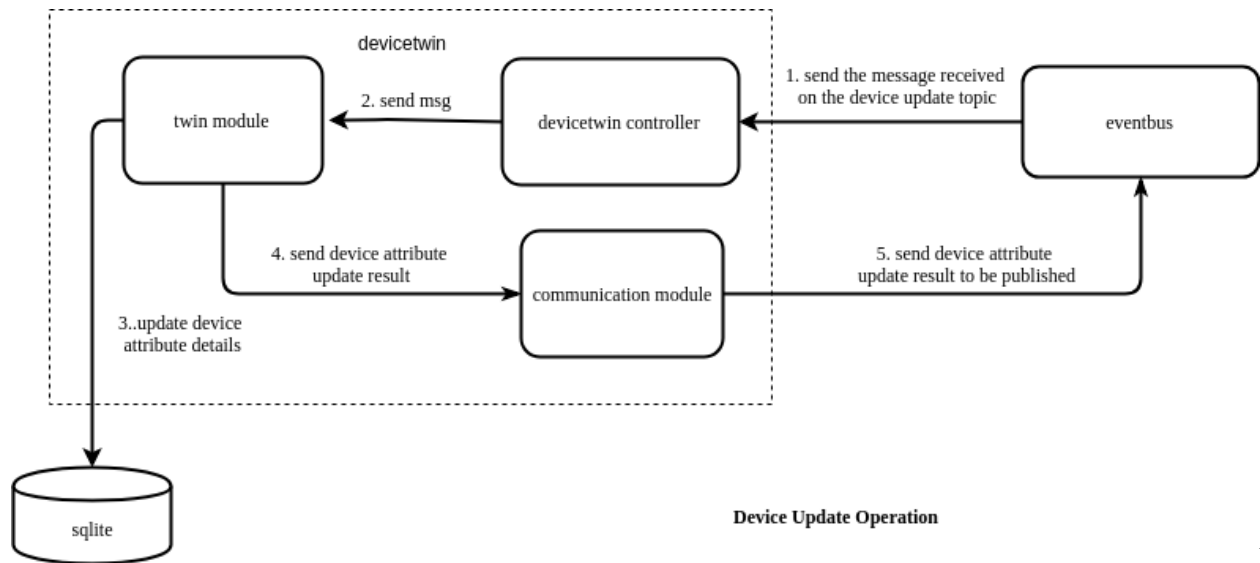 devicetwin
twin module
2. send msg
devicetwin controller
1. send the message received
on the device update topic
eventbus
4. send device attribute
update result
communication module
5. send device attribute
update result to be published
3..update device
attribute details
sqlite
Device Update Operation